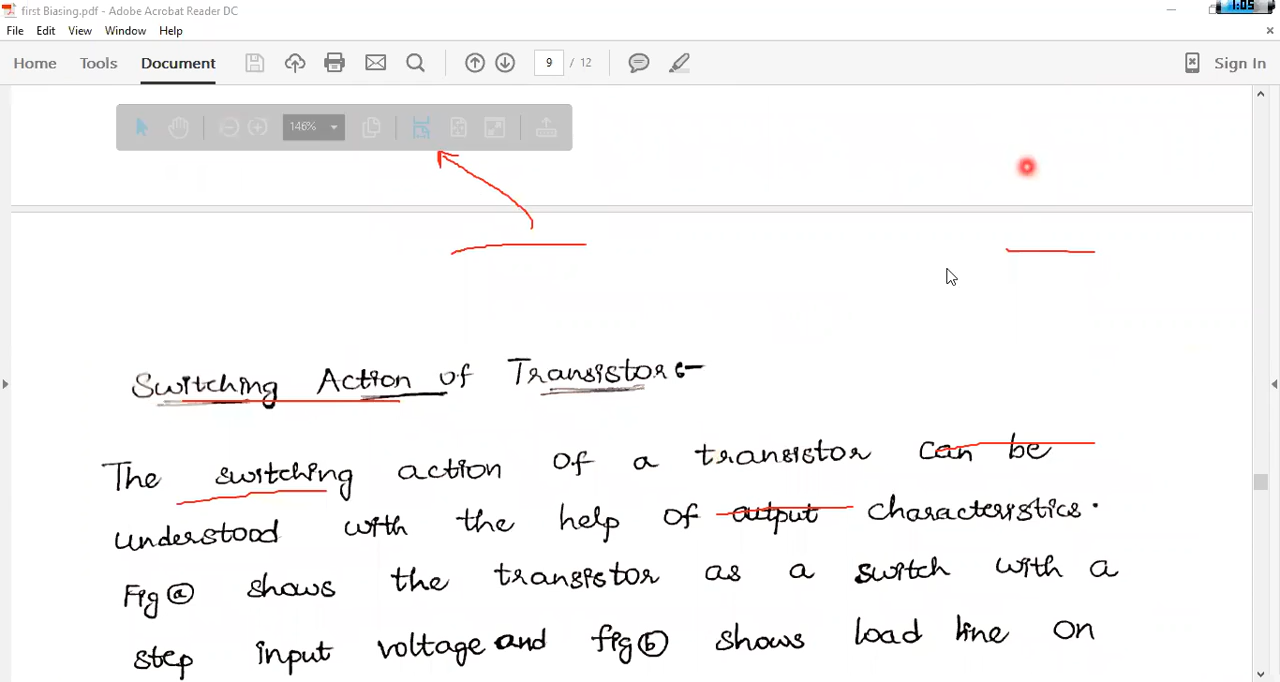 first Biasing.pdf - Adobe Acrobat Reader DC
1:05
File Edit View Window Help
Home Tools Document 9 / 12 Sign In
146%
Switching Action of Transistor:-
The switching action of a transistor can be
understood with the help of output characteristics.
Fig ⓐ shows the transistor as a switch with a
step input voltage and fig ⓑ shows load line on